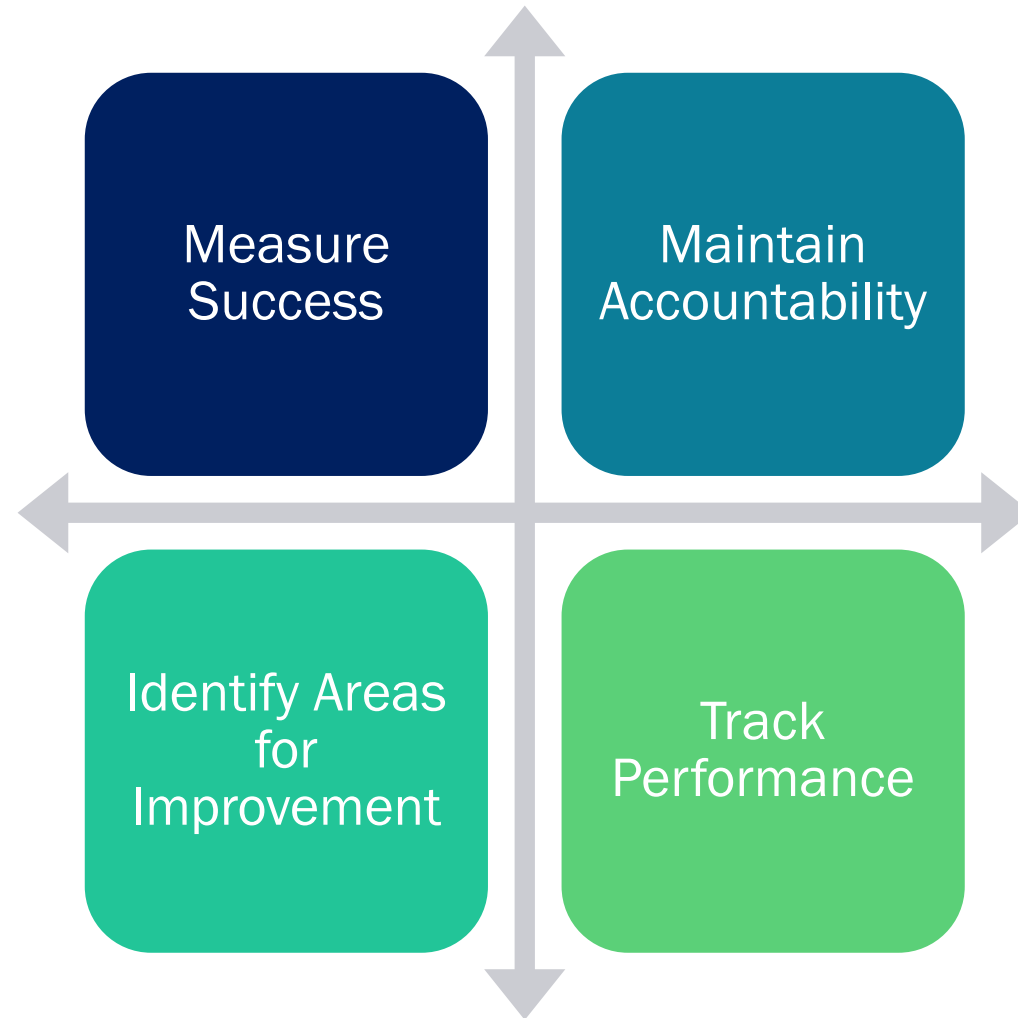 Measure
Success
Maintain
Accountability
Identify Areas
for
Improvement
Track
Performance